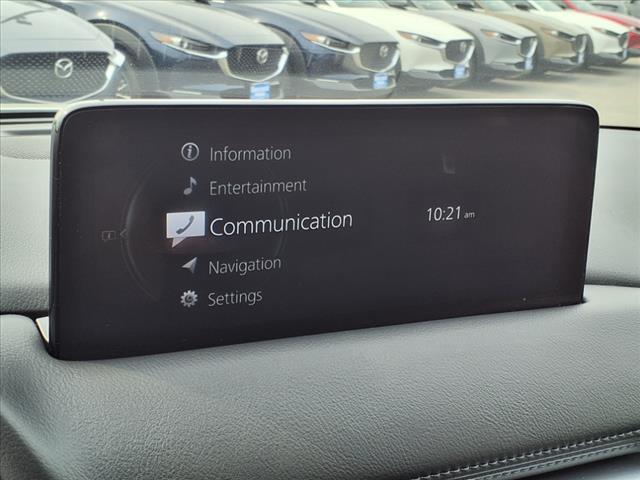 Information
Entertainment
Communication
10:21 am
Navigation
Settings